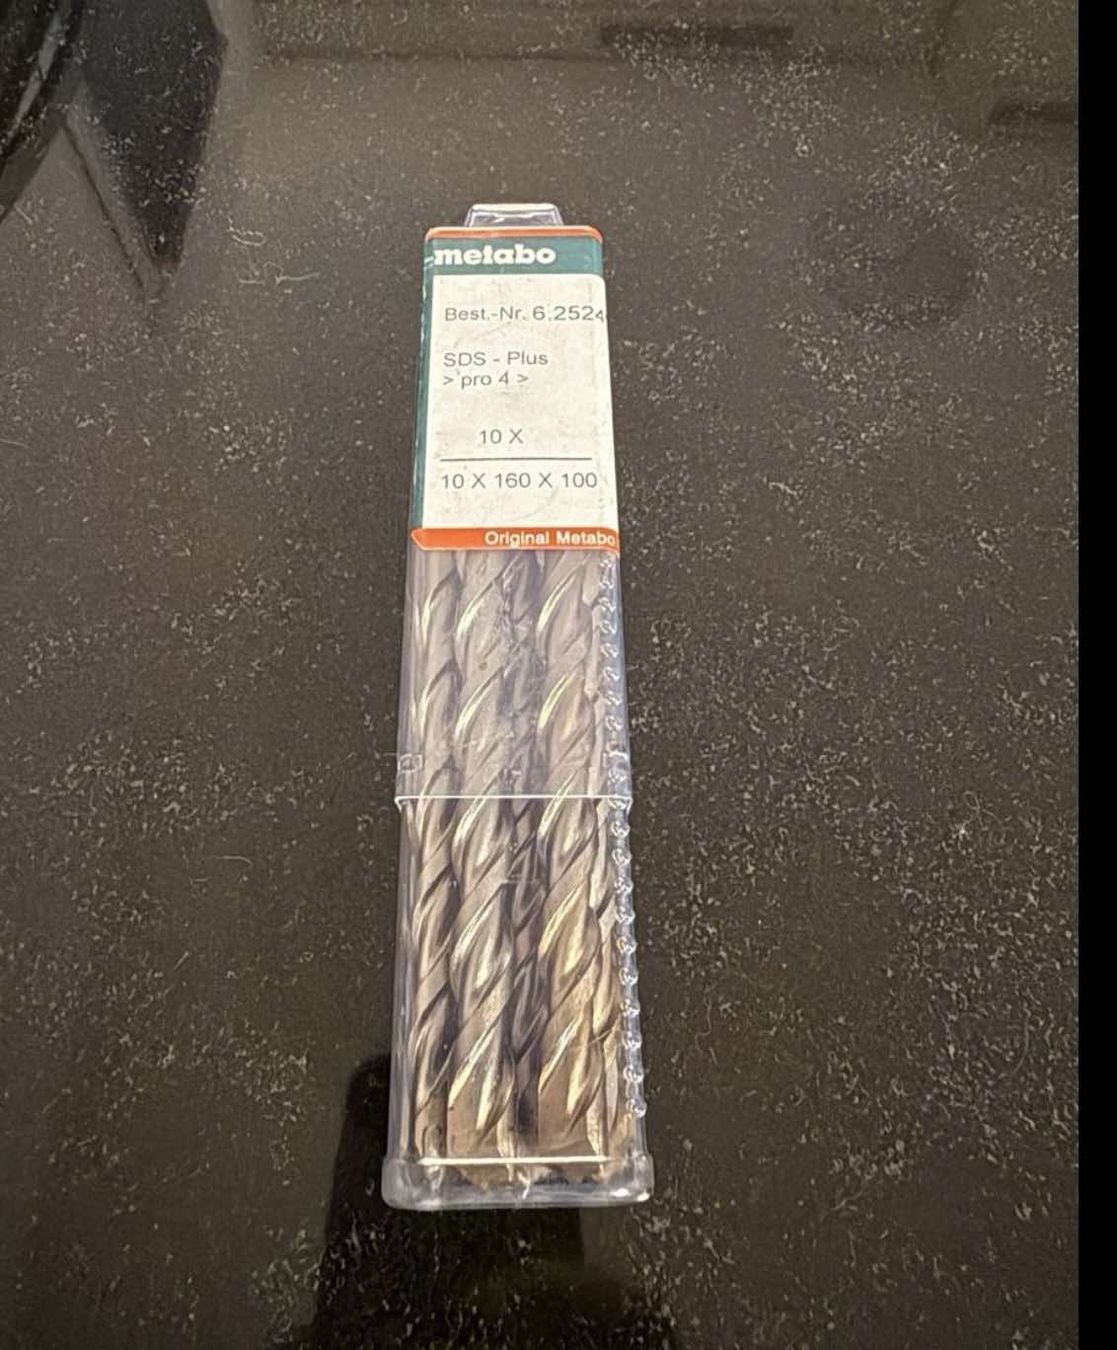 metabo
Best.-Nr. 6.2524
SDS - Plus
> pro 4 >
10 X
10 X 160 X 100
Original Metabo